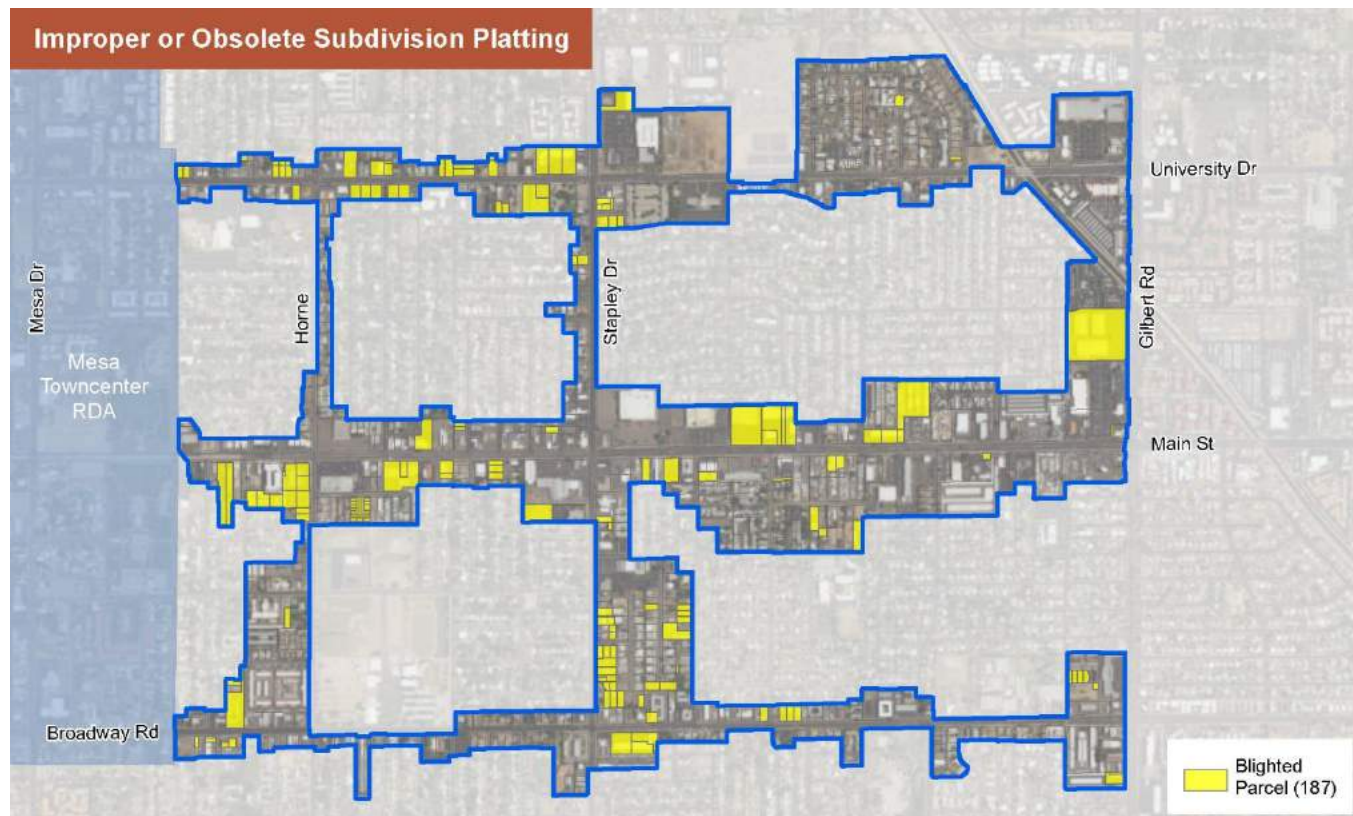 Improper or Obsolete Subdivision Platting
University Dr
Mesa Dr
Horne
Stapley Dr
Gilbert Rd
Mesa
Towncenter
RDA
Main St
Broadway Rd
Blighted
Parcel (187)